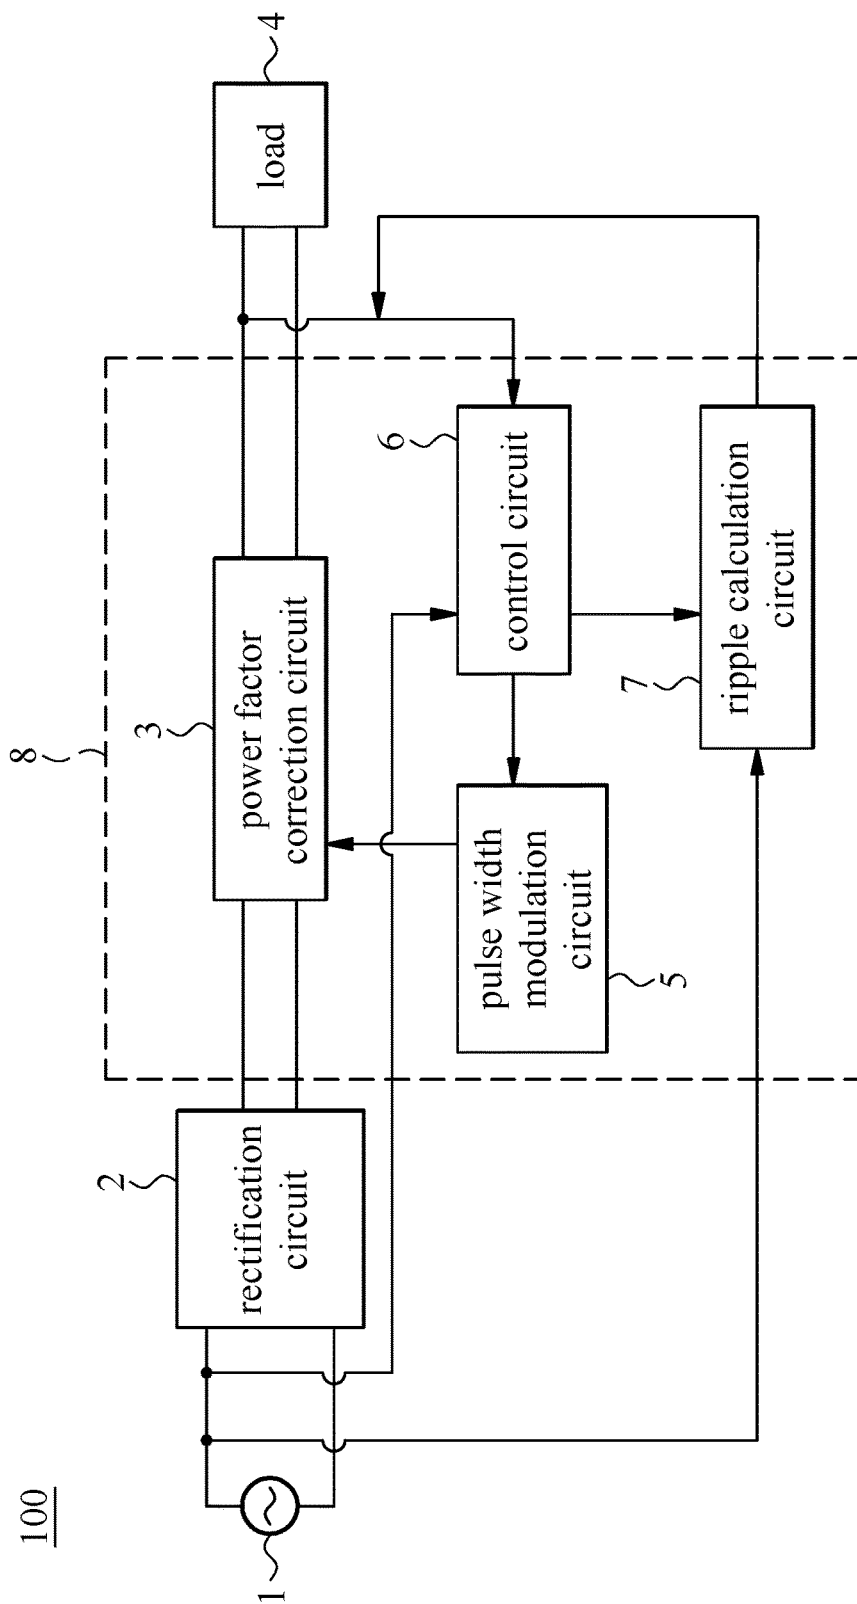 100
1
2
rectification
circuit
8
3
power factor
correction circuit
4
load
5
pulse width
modulation
circuit
6
control circuit
7
ripple calculation
circuit